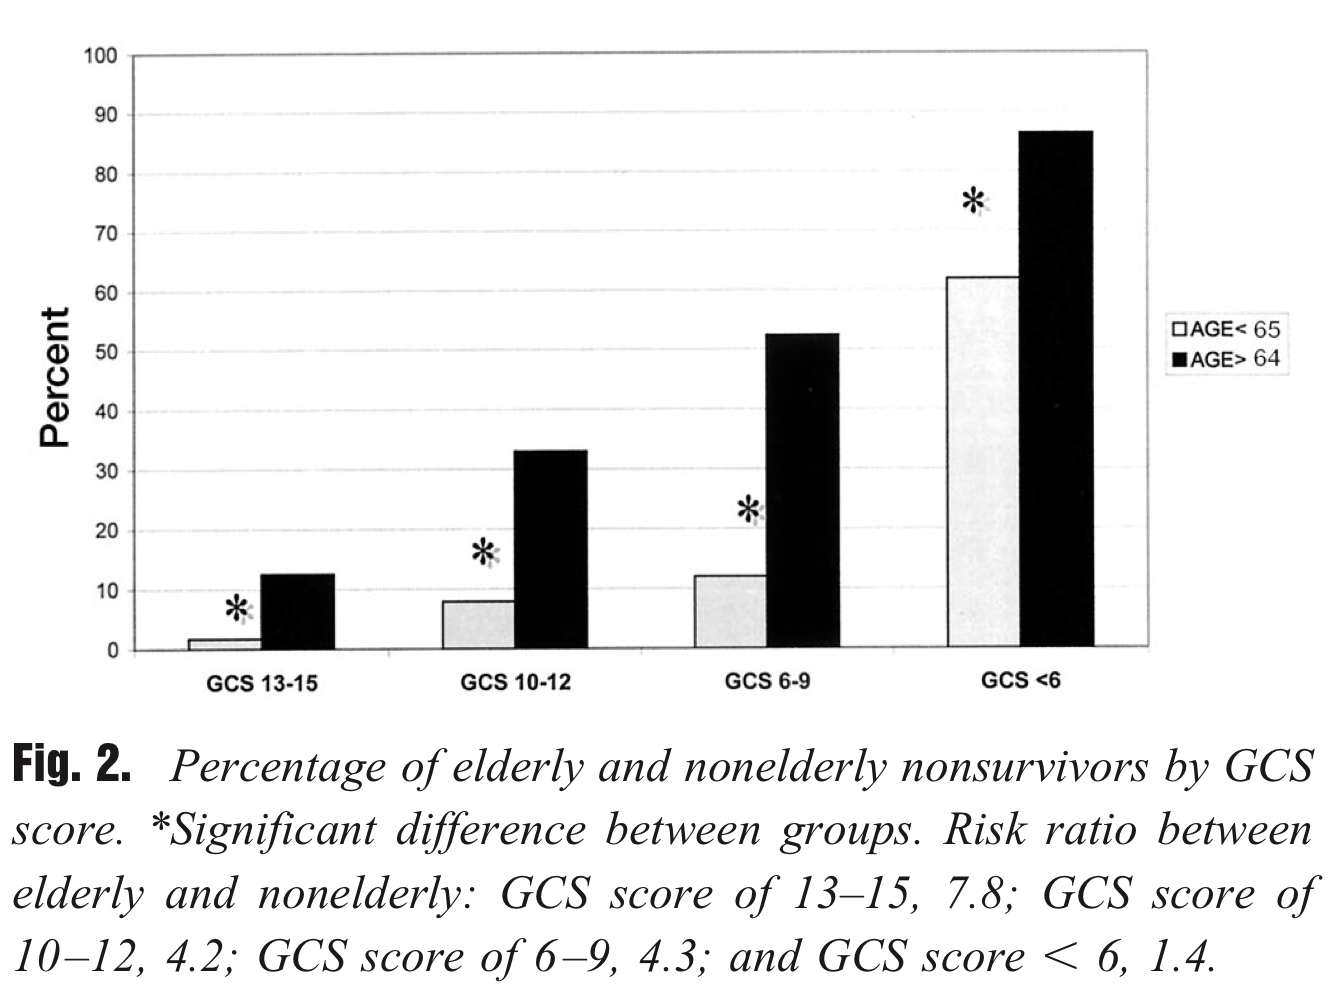 100
90
80
70
60
50
40
30
20
10
0
Percent
*
*
*
*
GCS 13-15
GCS 10-12
GCS 6-9
GCS <6
AGE< 65
AGE> 64
Fig. 2. Percentage of elderly and nonelderly nonsurvivors by GCS
score. *Significant difference between groups. Risk ratio between
elderly and nonelderly: GCS score of 13–15, 7.8; GCS score of
10–12, 4.2; GCS score of 6–9, 4.3; and GCS score < 6, 1.4.